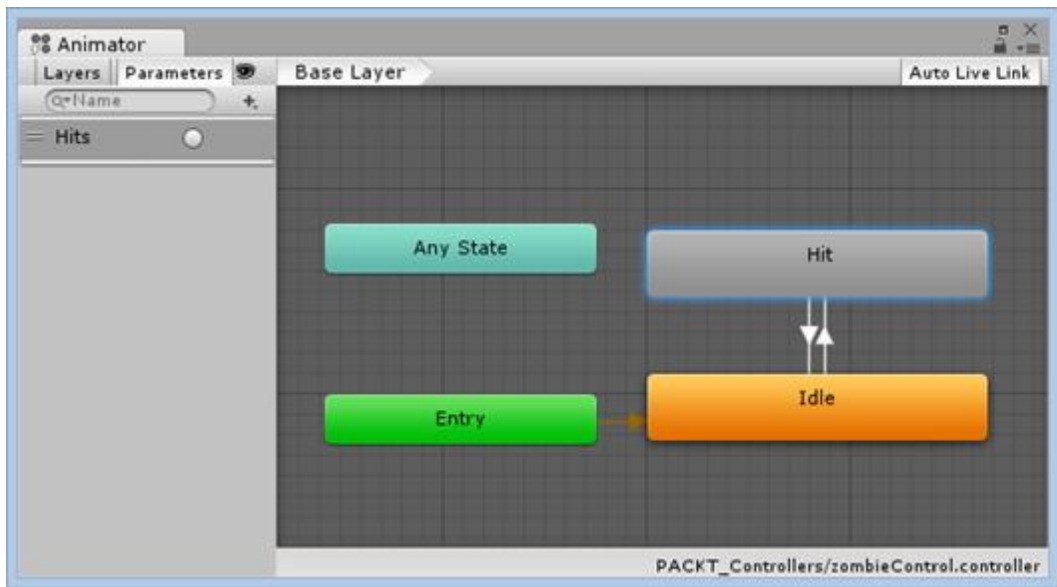 Animator
Layers Parameters Base Layer Auto Live Link
Name
Hits
Any State
Hit
Idle
Entry
PACKT_Controllers/zombieControl.controller